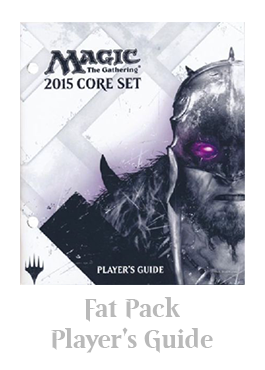 MAGIC
The Gathering®
2015 CORE SET
PLAYER'S GUIDE
Fat Pack
Player's Guide